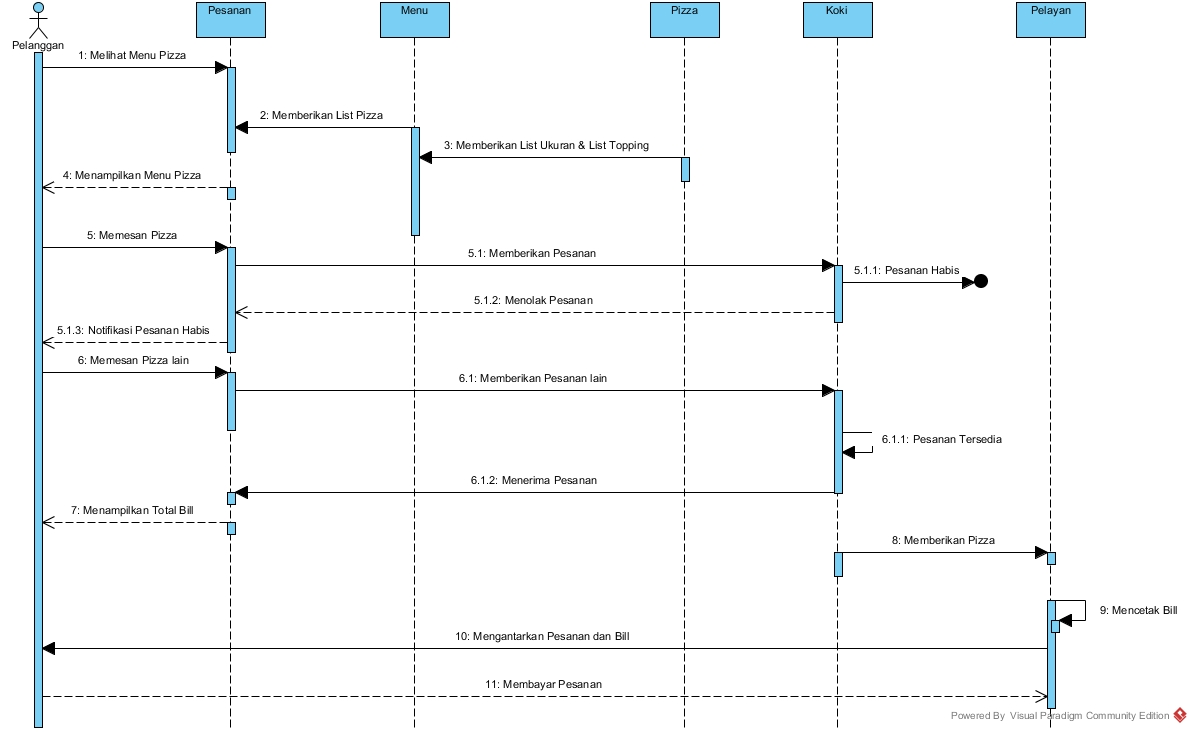 Pesanan
Menu
Pizza
Koki
Pelayan
Pelanggan
1: Melihat Menu Pizza
2: Memberikan List Pizza
3: Memberikan List Ukuran & List Topping
4: Menampilkan Menu Pizza
5: Memesan Pizza
5.1: Memberikan Pesanan
5.1.1: Pesanan Habis
5.1.2: Menolak Pesanan
5.1.3: Notifikasi Pesanan Habis
6: Memesan Pizza lain
6.1: Memberikan Pesanan lain
6.1.1: Pesanan Tersedia
6.1.2: Menerima Pesanan
7: Menampilkan Total Bill
8: Memberikan Pizza
9: Mencetak Bill
10: Mengantarkan Pesanan dan Bill
11: Membayar Pesanan
Powered By Visual Paradigm Community Edition